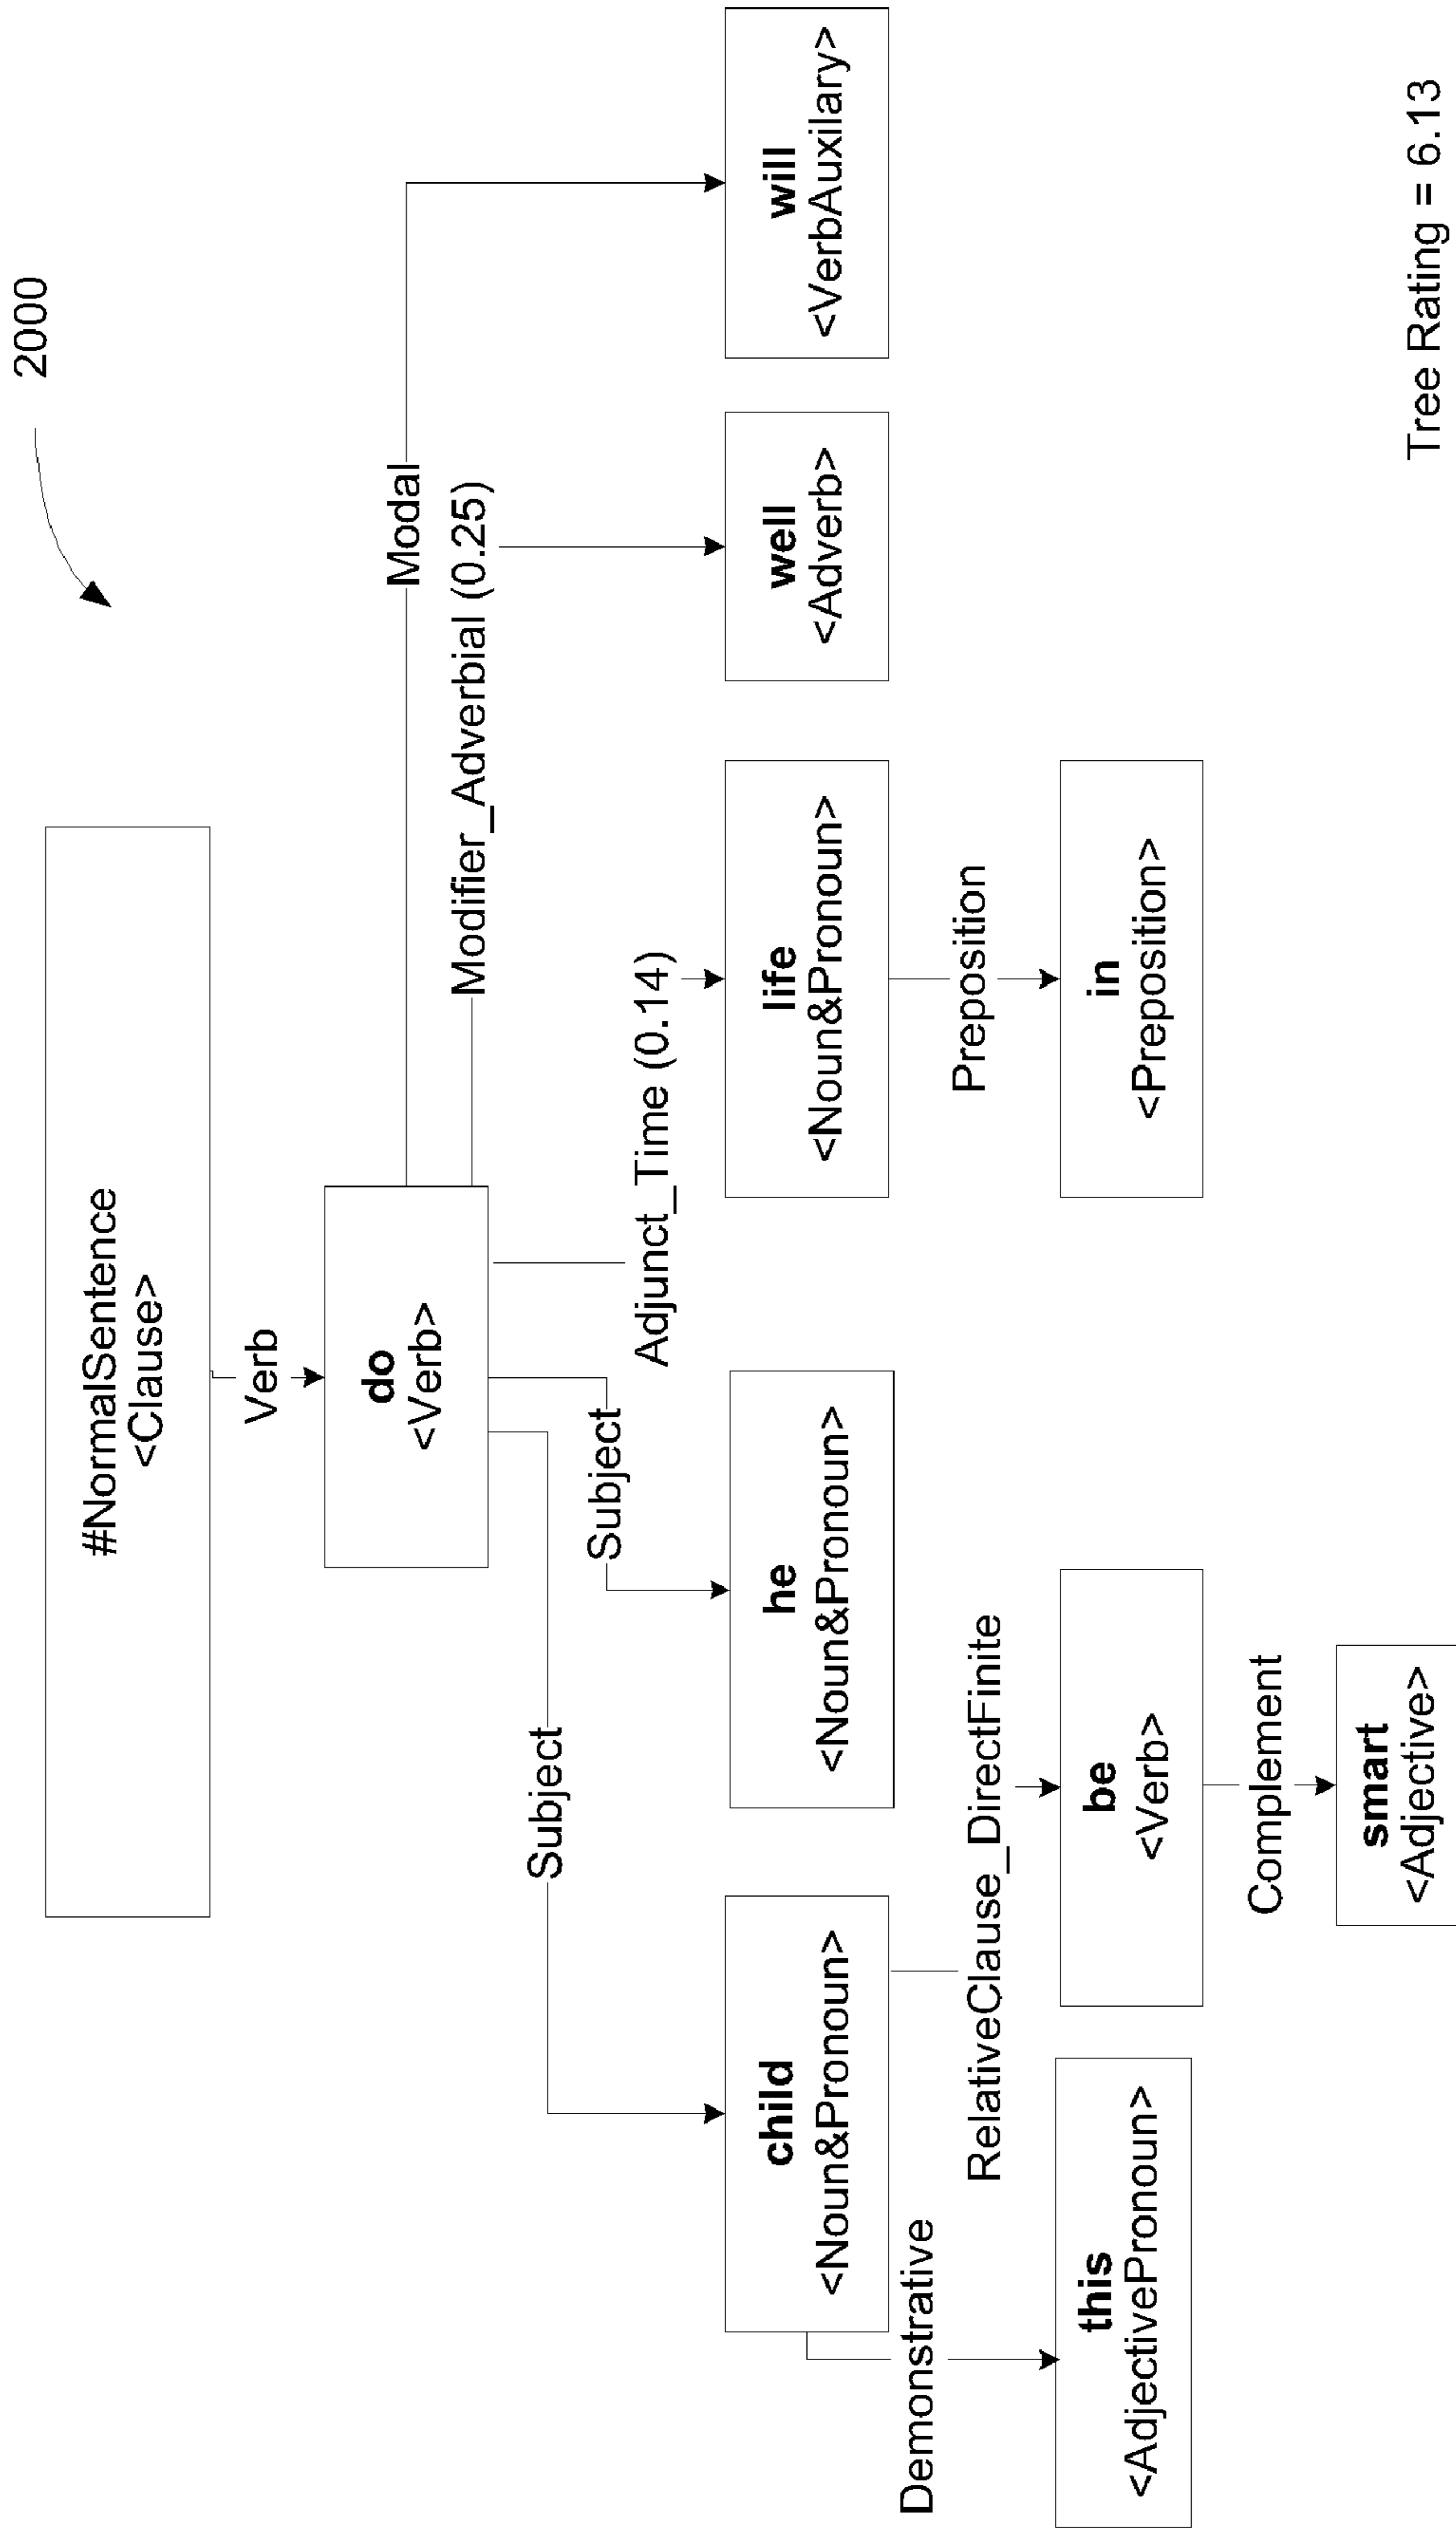 2000
#NormalSentence
<Clause>
Verb
do
<Verb>
Modal
Modifier_Adverbial (0.25)
Subject
Subject
Adjunct_Time (0.14)
child
<Noun&Pronoun>
he
<Noun&Pronoun>
life
<Noun&Pronoun>
well
<Adverb>
will
<VerbAuxilary>
Demonstrative
RelativeClause_DirectFinite
Preposition
this
<AdjectivePronoun>
be
<Verb>
in
<Preposition>
Complement
smart
<Adjective>
Tree Rating = 6.13